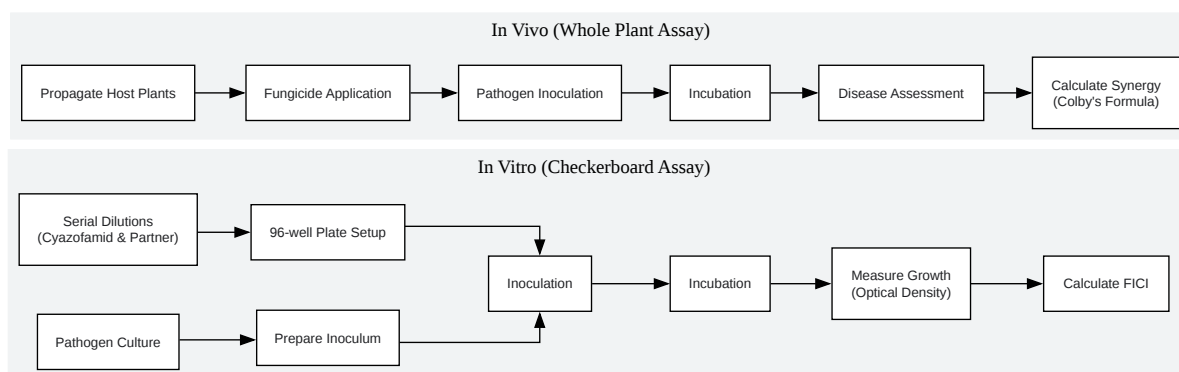 In Vivo (Whole Plant Assay)
Propagate Host Plants
Fungicide Application
Pathogen Inoculation
Incubation
Disease Assessment
Calculate Synergy
(Colby's Formula)
In Vitro (Checkerboard Assay)
Serial Dilutions
(Cyazofamid & Partner)
96-well Plate Setup
Pathogen Culture
Prepare Inoculum
Inoculation
Incubation
Measure Growth
(Optical Density)
Calculate FICI